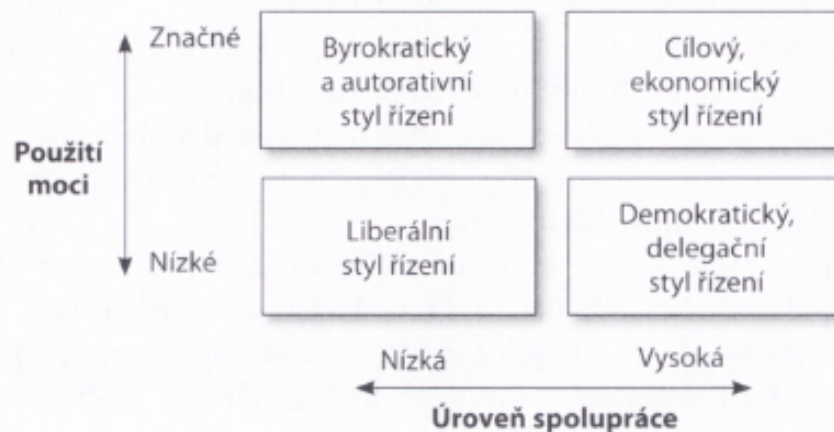 Značné
Byrokratický
a autorativní
styl řízení
Cílový,
ekonomický
styl řízení
Použití
moci
Nízké
Liberální
styl řízení
Demokratický,
delegační
styl řízení
Nízká
Vysoká
Úroveň spolupráce